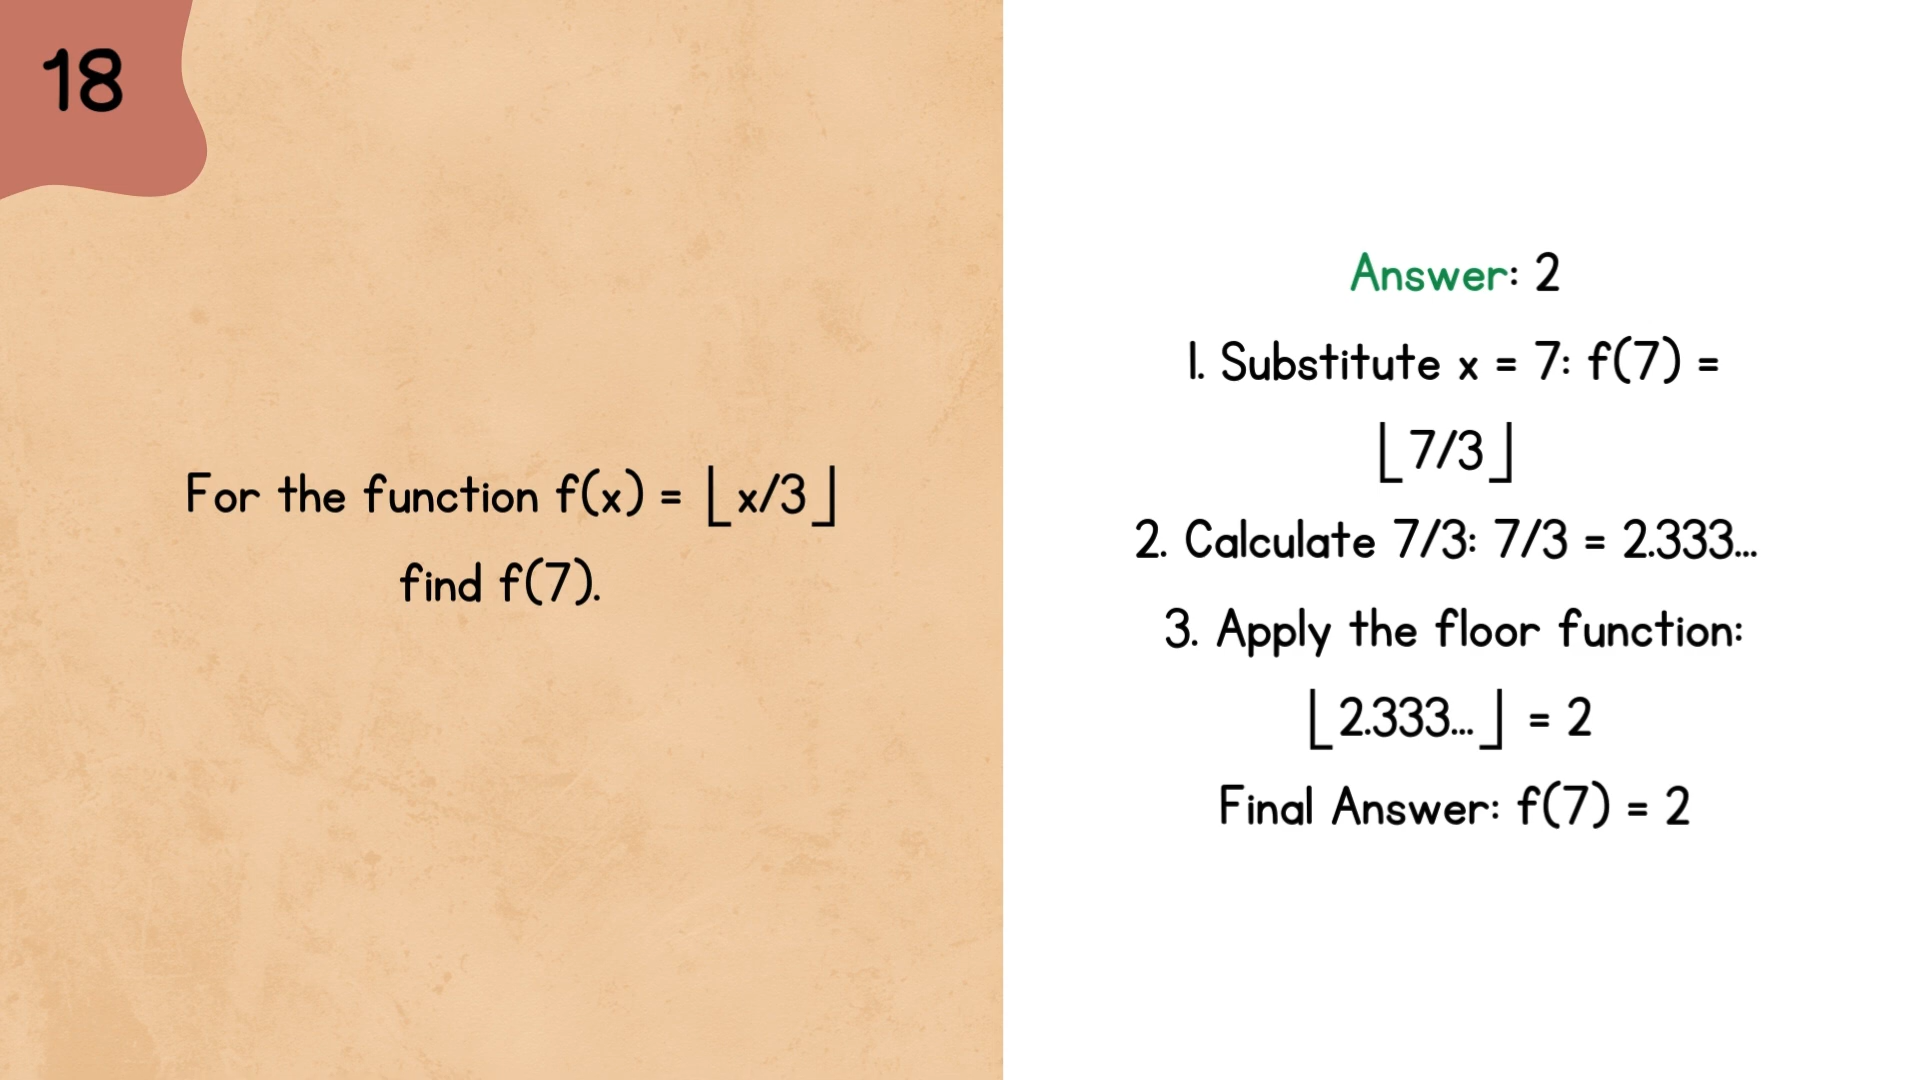 18
For the function f(x) = ⌊x/3⌋
find f(7).
Answer: 2
1. Substitute x = 7: f(7) =
⌊7/3⌋
2. Calculate 7/3: 7/3 = 2.333...
3. Apply the floor function:
⌊2.333...⌋ = 2
Final Answer: f(7) = 2